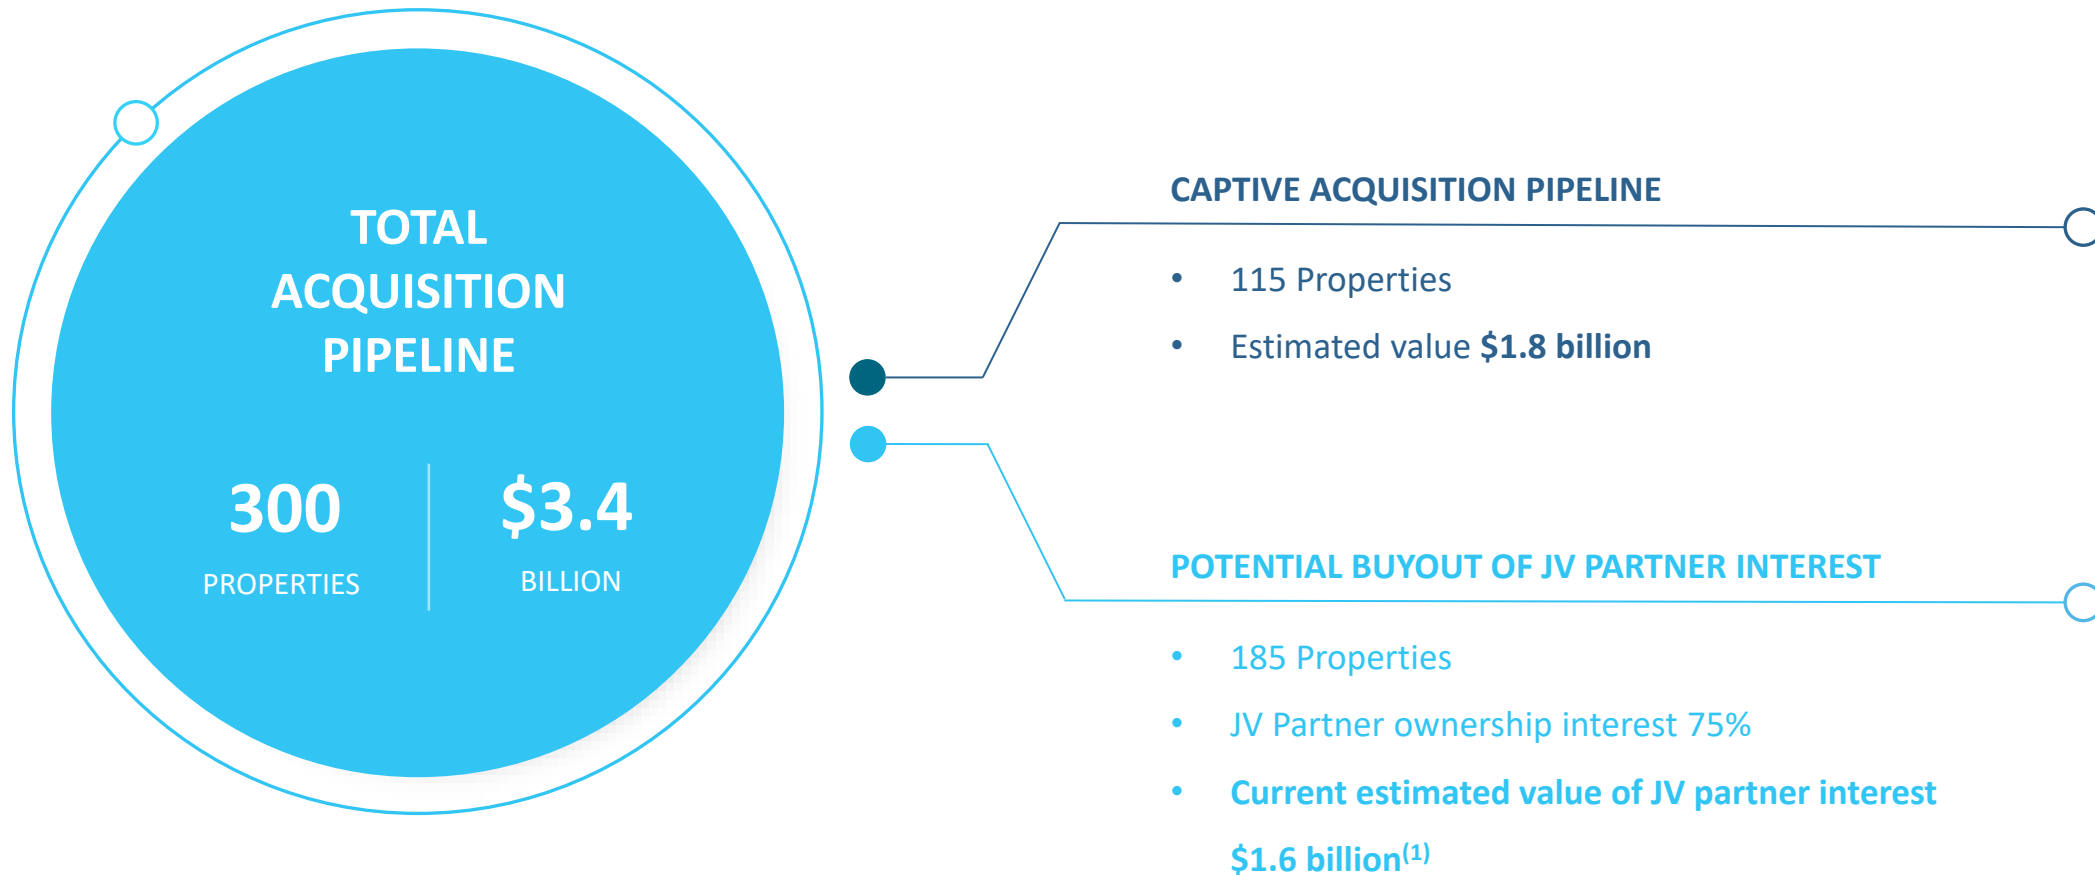 TOTAL
ACQUISITION
PIPELINE
300
PROPERTIES
$3.4
BILLION
CAPTIVE ACQUISITION PIPELINE
• 115 Properties
• Estimated value $1.8 billion
POTENTIAL BUYOUT OF JV PARTNER INTEREST
• 185 Properties
• JV Partner ownership interest 75%
• Current estimated value of JV partner interest
$1.6 billion(1)